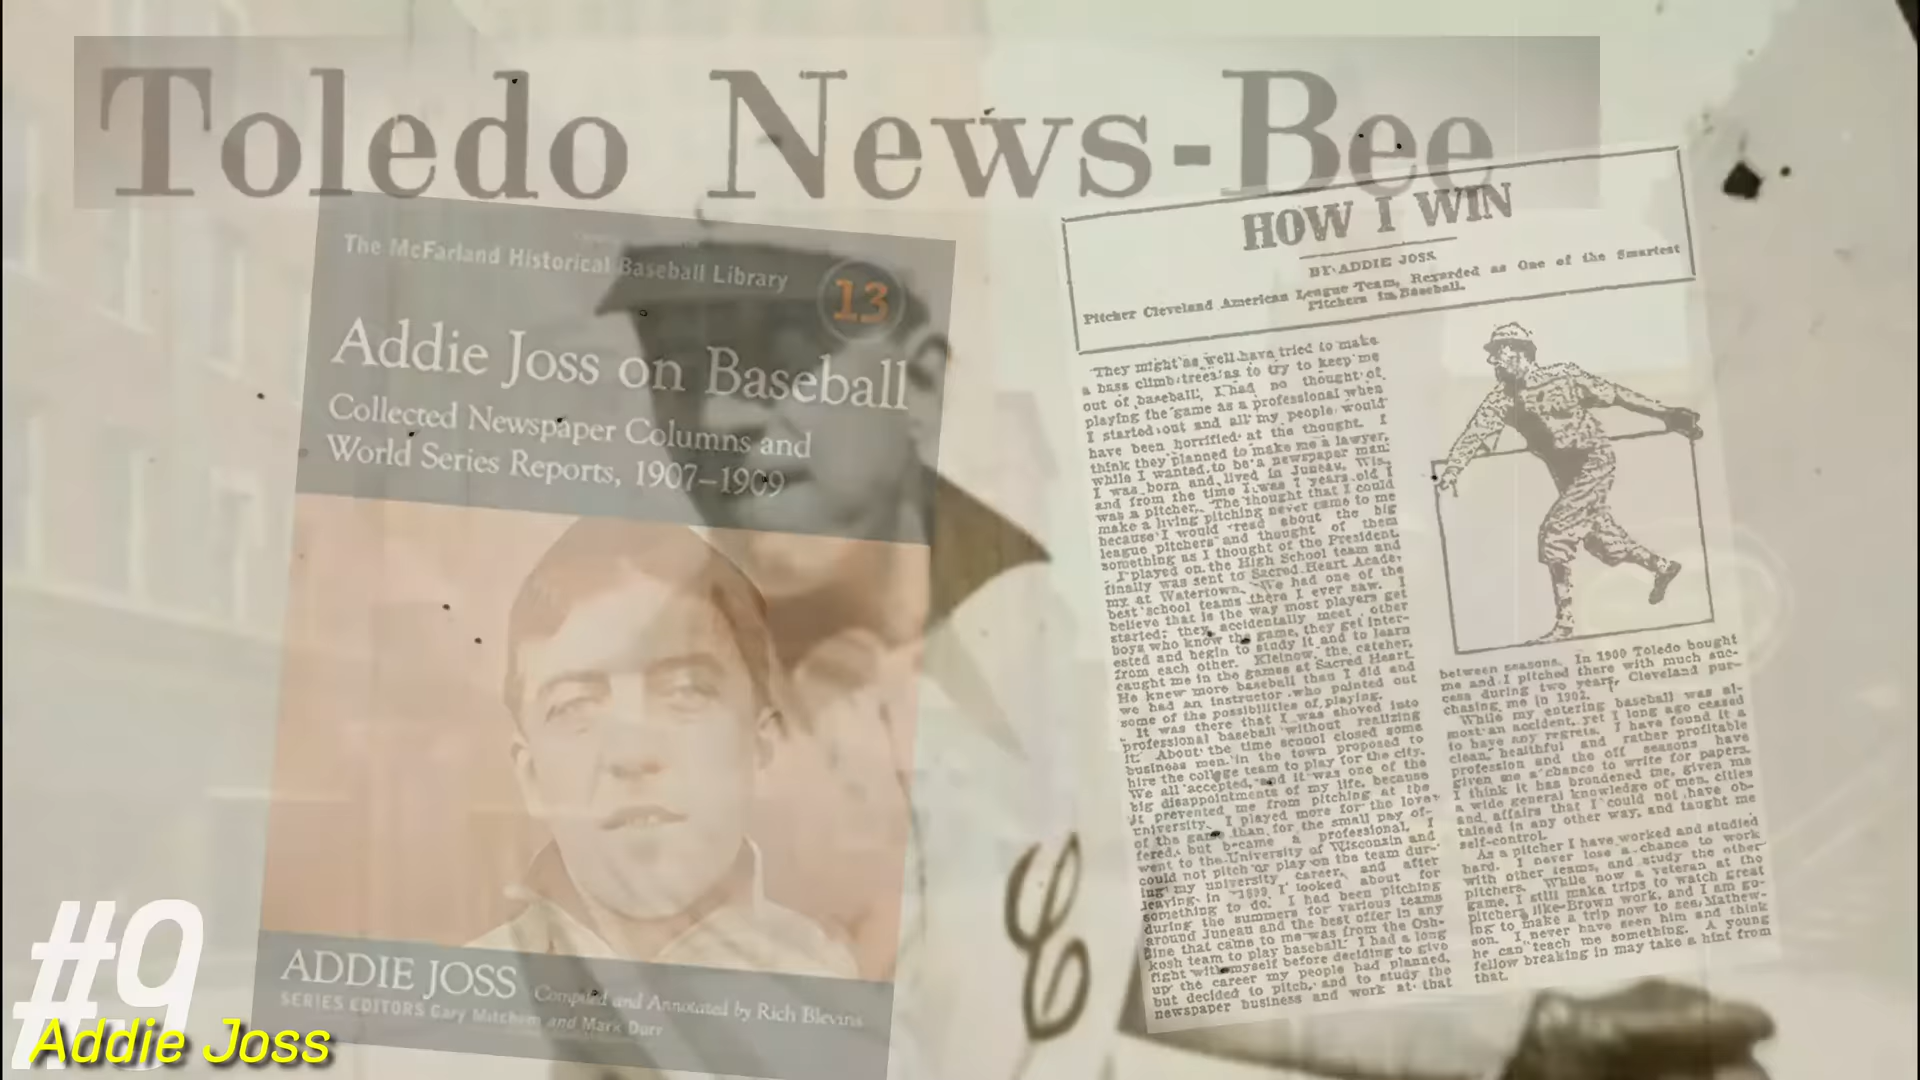 Toledo News-Bee
The McFarland Historical Baseball Library
13
Addie Joss on Baseball
Collected Newspaper Columns and
World Series Reports, 1907–1909
ADDIE JOSS
Compiled and Annotated by Rich Blevins
SERIES EDITORS Gary Mitchem and Mark Durr
HOW I WIN
BY ADDIE JOSS
Pitcher Cleveland American League Team, Regarded as One of the Smartest
Pitchers in Baseball.
They might as well have tried to make
a bass climb trees as to try to keep me
out of baseball. I had no thought of
playing the game as a professional when
I started out and all my people would
have been horrified at the thought. I
think they planned to make me a lawyer,
while I wanted to be a newspaper man.
I was born and lived in Juneau, Wis.,
and from the time I was 7 years old I
was a pitcher. The thought that I could
make a living pitching never came to me
because I would read about the big
league pitchers and thought of them
something as I thought of the President.
I played on the High School team and
finally was sent to Sacred Heart Acade-
my at Watertown. We had one of the
best school teams there I ever saw. I
believe that is the way most players get
started; they accidentally meet other
boys who know the game, they get inter-
ested and begin to study it and to learn
from each other. Kleinow, the catcher,
caught me in the games at Sacred Heart.
He knew more baseball than I did and
we had an instructor who pointed out
some of the possibilities of playing.
It was there that I was shoved into
professional baseball without realizing
it. About the time school closed some
business men in the town proposed to
hire the college team to play for the city.
We all accepted, and it was one of the
big disappointments of my life, because
it prevented me from pitching at the
university. I played more for the love
of the game than for the small pay of-
fered, but became a professional. I
went to the University of Wisconsin and
could not pitch or play on the team dur-
ing my university career, and after
leaving in 1899 I looked about for
something to do. I had been pitching
during the summers for various teams
around Juneau and the best offer in any
line that came to me was from the Osh-
kosh team to play baseball. I had a long
fight with myself before deciding to give
up the career my people had planned,
but decided to pitch, and to study the
newspaper business and work at that
between seasons. In 1900 Toledo bought
me and I pitched there with much suc-
cess during two years, Cleveland pur-
chasing me in 1902.
While my entering baseball was al-
most an accident, yet I long ago ceased
to have any regrets. I have found it a
clean, healthful and rather profitable
profession and the off seasons have
given me a chance to write for papers.
I think it has broadened me, given me
a wide general knowledge of men, cities
and affairs that I could not have ob-
tained in any other way, and taught me
self-control.
As a pitcher I have worked and studied
hard. I never lose a chance to work
with other teams, and study the other
pitchers. While now a veteran at the
game, I still make trips to watch great
pitchers like Brown work, and I am go-
ing to make a trip now to see Mathew-
son. I never have seen him and think
he can teach me something. A young
fellow breaking in may take a hint from
that.
#9
Addie Joss